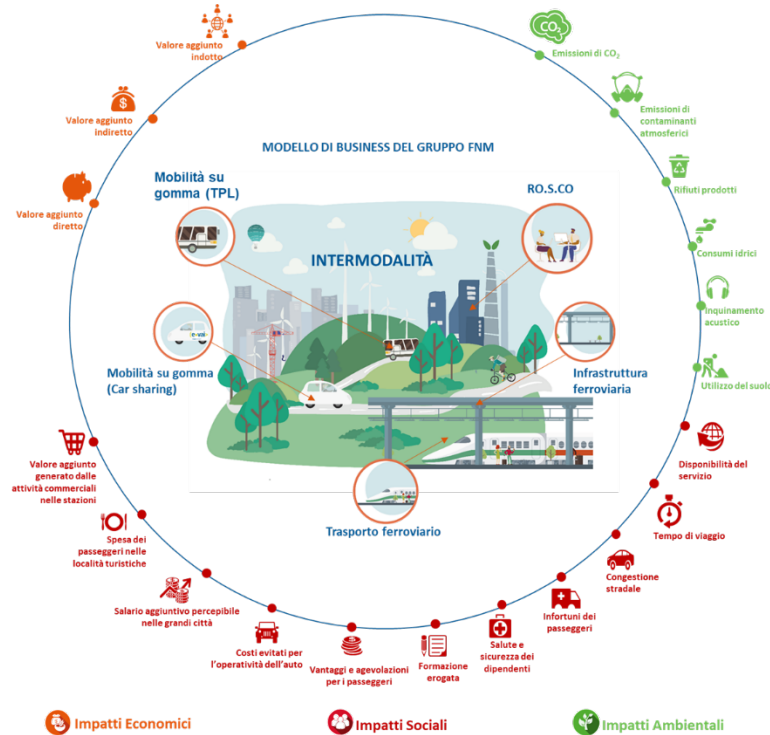 Valore aggiunto
indotto
CO₂
Emissioni di CO₂
$
Valore aggiunto
indiretto
Emissioni di
contaminanti
atmosferici
MODELLO DI BUSINESS DEL GRUPPO FNM
Mobilità su
gomma (TPL)
RO.S.CO
Rifiuti prodotti
Valore aggiunto
diretto
INTERMODALITÀ
Consumi idrici
Inquinamento
acustico
Mobilità su gomma
(Car sharing)
Infrastruttura
ferroviaria
Utilizzo del suolo
Valore aggiunto
generato dalle
attività commerciali
nelle stazioni
Disponibilità del
servizio
Trasporto ferroviario
Spesa dei
passeggeri nelle
località turistiche
Tempo di viaggio
Congestione
stradale
Salario aggiuntivo percepibile
nelle grandi città
Infortuni dei
passeggeri
Costi evitati per
l'operatività dell'auto
Vantaggi e agevolazioni
per i passeggeri
Formazione
erogata
Salute e
sicurezza dei
dipendenti
Impatti Economici
Impatti Sociali
Impatti Ambientali